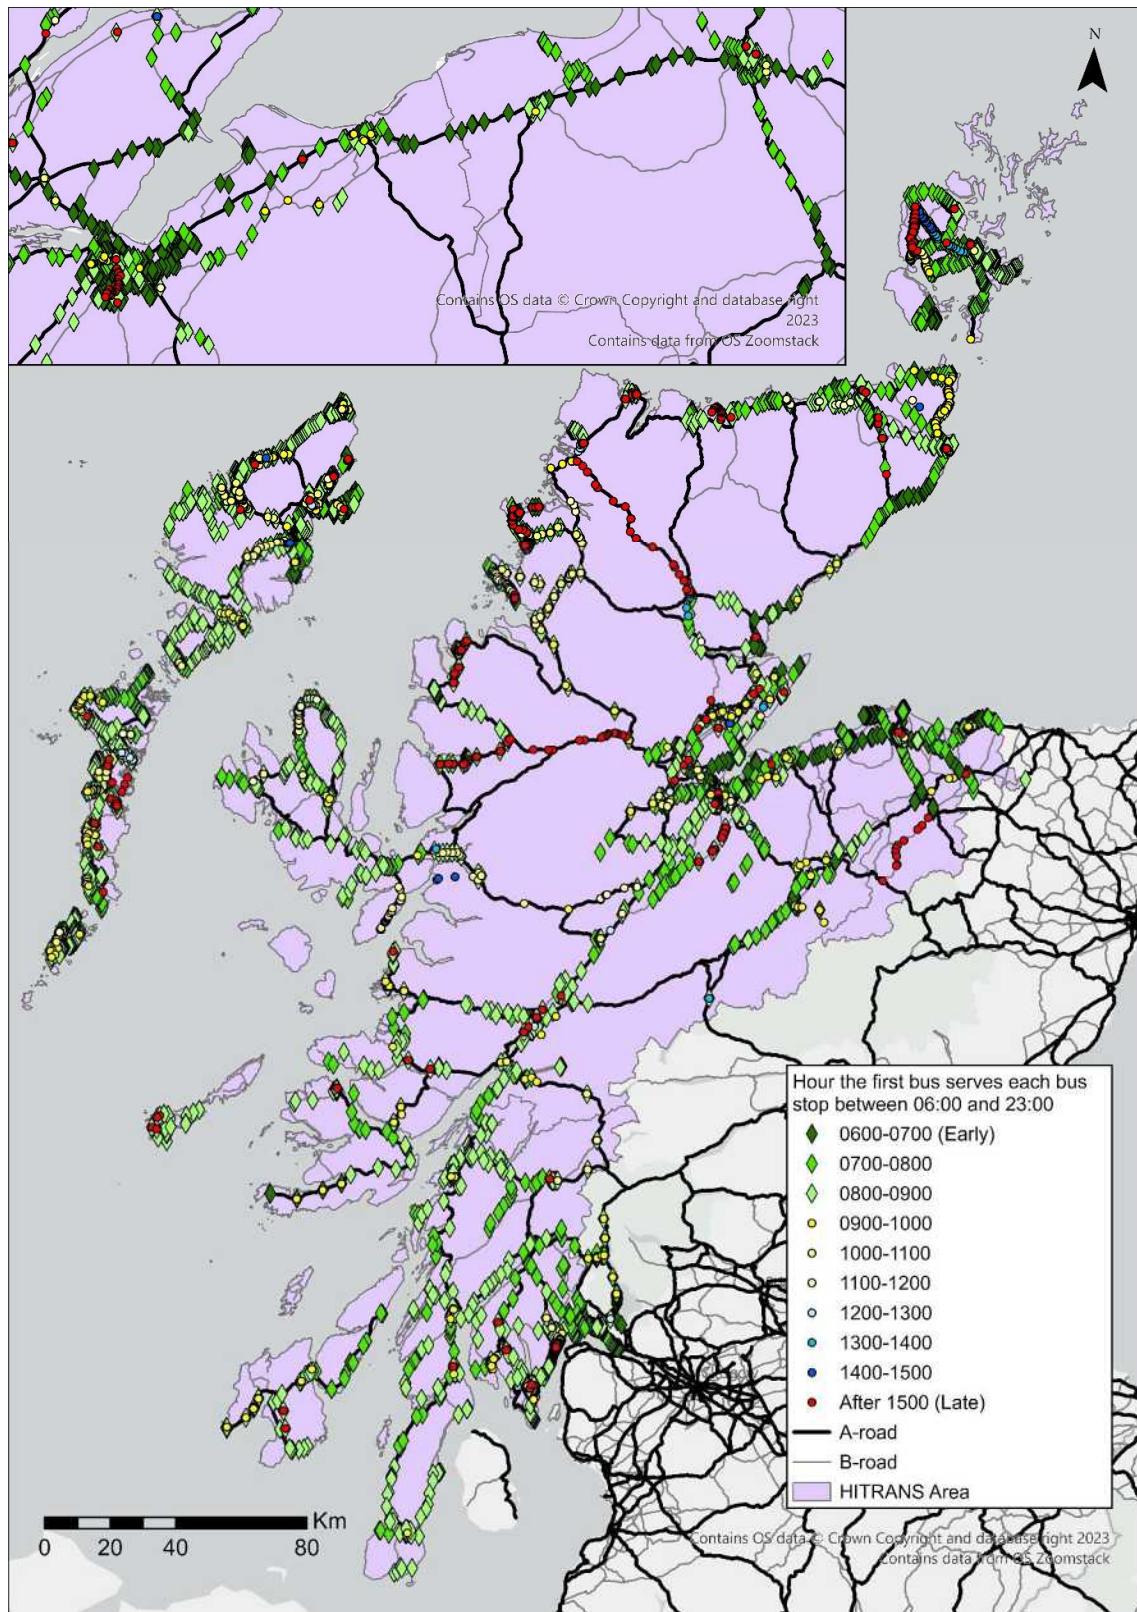 N
Contains OS data © Crown Copyright and database right
2023
Contains data from OS Zoomstack
Hour the first bus serves each bus
stop between 06:00 and 23:00
0600-0700 (Early)
0700-0800
0800-0900
0900-1000
1000-1100
1100-1200
1200-1300
1300-1400
1400-1500
After 1500 (Late)
A-road
B-road
HITRANS Area
Km
0 20 40 80
Contains OS data © Crown Copyright and database right 2023
Contains data from OS Zoomstack